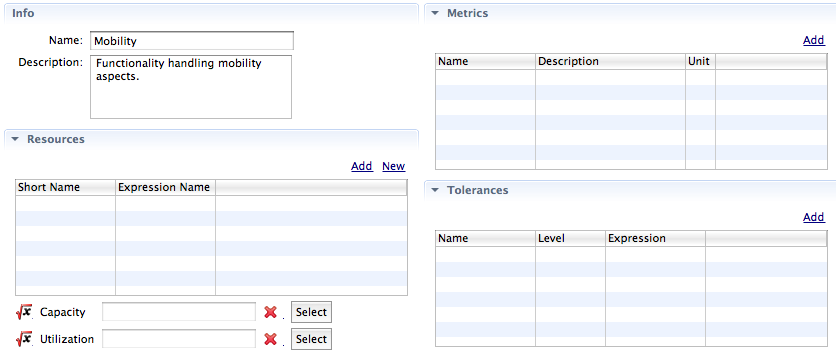 Info
Name: Mobility
Description: Functionality handling mobility
aspects.
Resources
Add New
Short Name Expression Name
Capacity Select
Utilization Select
Metrics
Add
Name Description Unit
Tolerances
Add
Name Level Expression